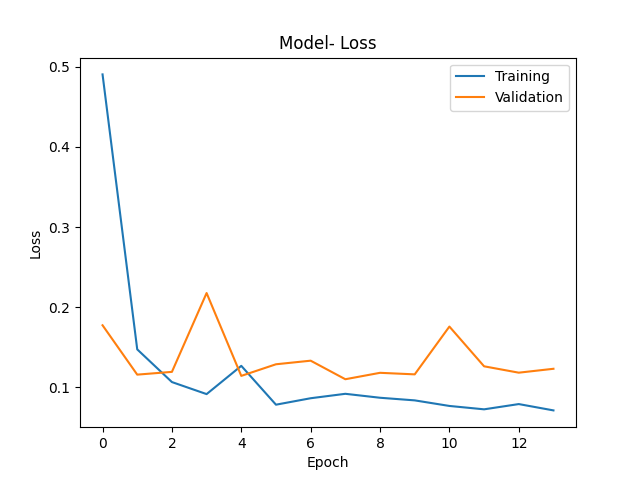 Model- Loss
Training
Validation
0.5
0.4
0.3
0.2
0.1
Loss
0 2 4 6 8 10 12
Epoch